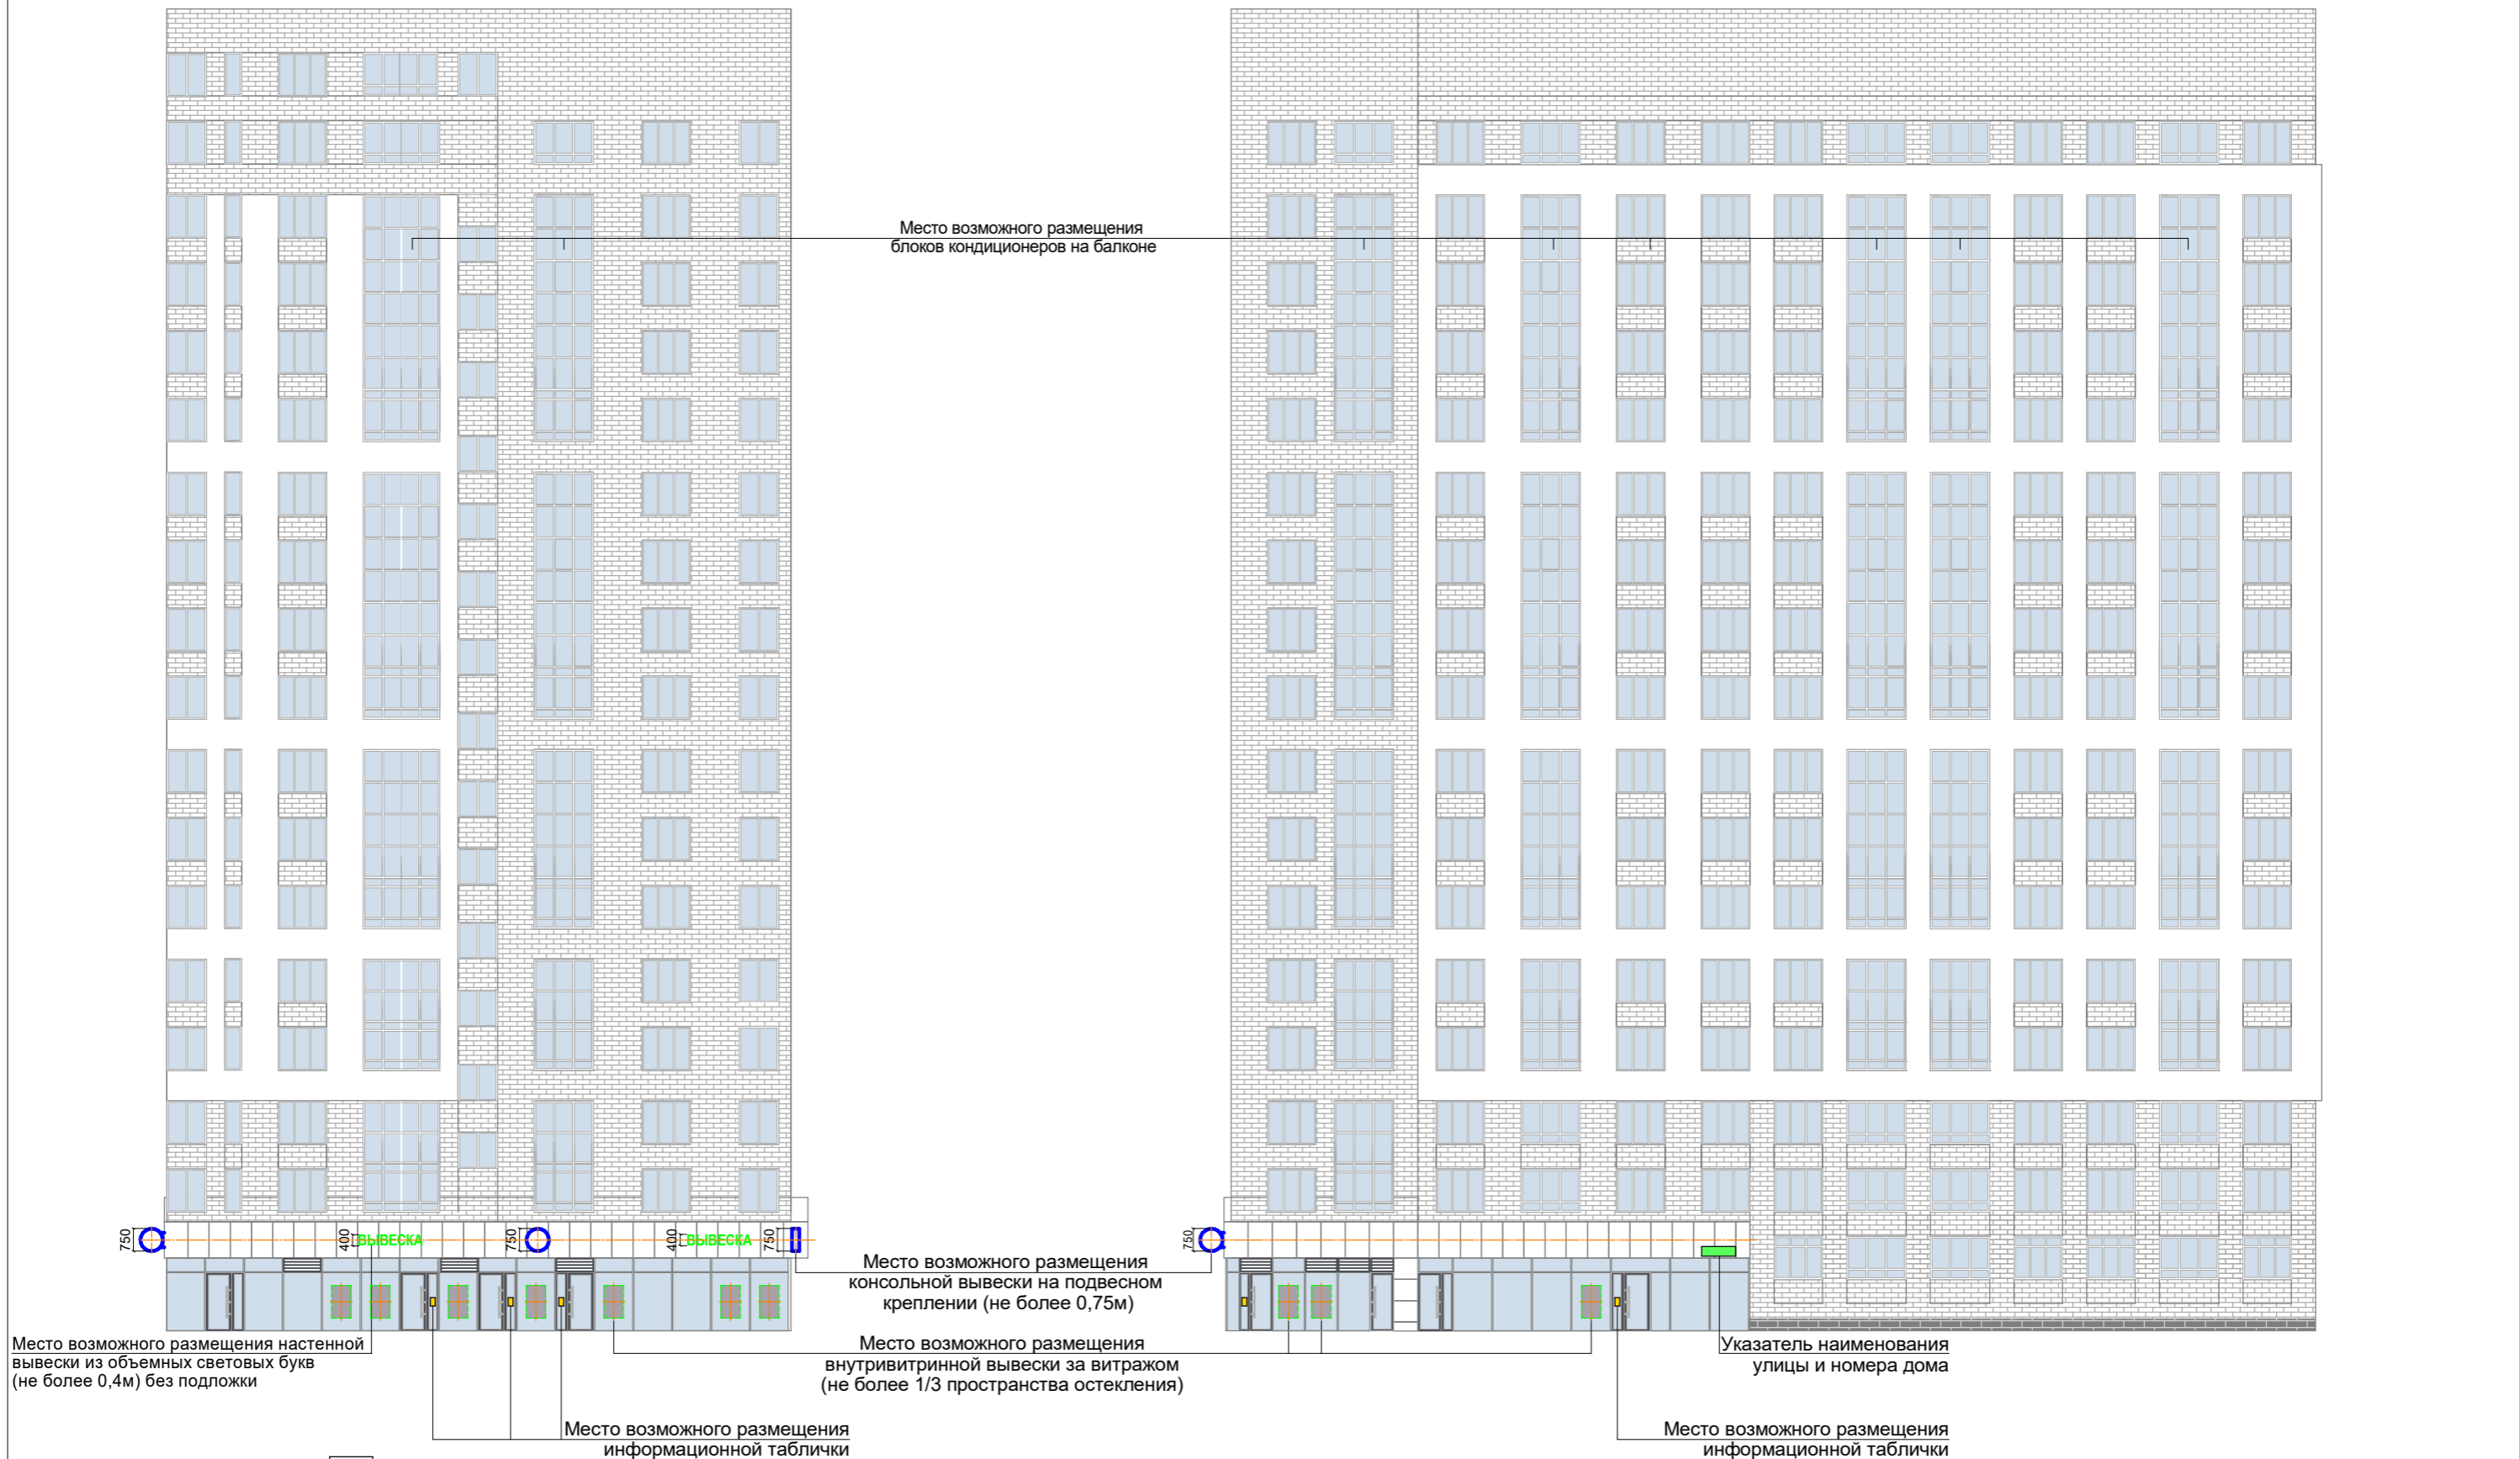 Место возможного размещения
блоков кондиционеров на балконе
750
400
ВЫВЕСКА
750
400
ВЫВЕСКА
750
750
Место возможного размещения
консольной вывески на подвесном
креплении (не более 0,75м)
Место возможного размещения настенной
вывески из объемных световых букв
(не более 0,4м) без подложки
Место возможного размещения
внутривитринной вывески за витражом
(не более 1/3 пространства остекления)
Указатель наименования
улицы и номера дома
Место возможного размещения
информационной таблички
Место возможного размещения
информационной таблички